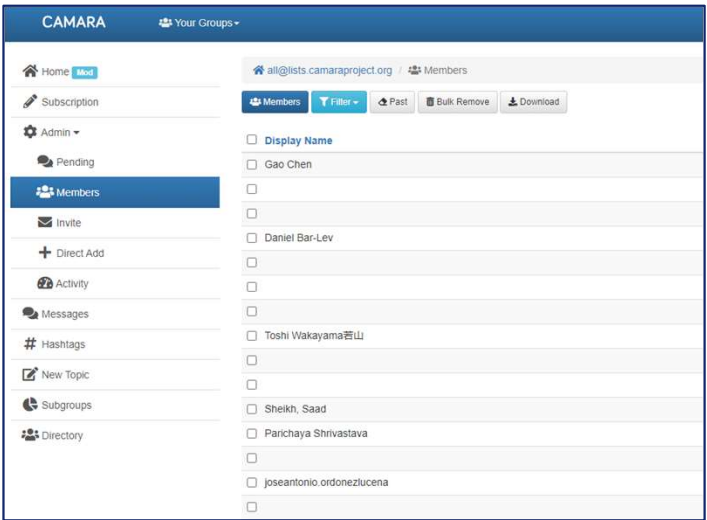 CAMARA Your Groups
Home Mod
Subscription
Admin
Pending
Members
Invite
Direct Add
Activity
Messages
# Hashtags
New Topic
Subgroups
Directory
all@lists.camaraproject.org / Members
Members Filter Past Bulk Remove Download
Display Name
Gao Chen
Daniel Bar-Lev
Toshi Wakayama若山
Sheikh, Saad
Parichaya Shrivastava
joseantonio.ordonezlucena